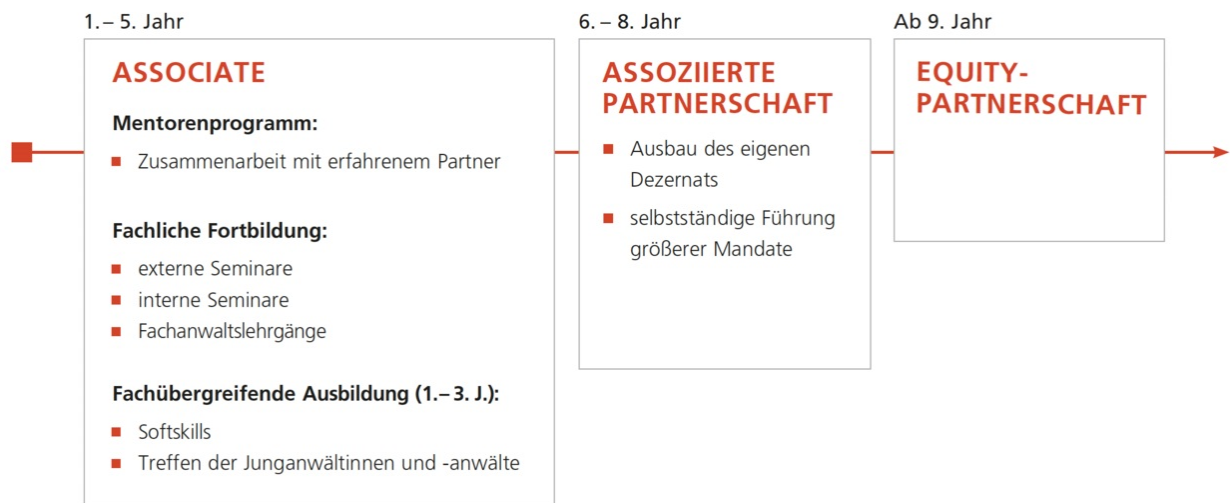 1.– 5. Jahr
ASSOCIATE
Mentorenprogramm:
Zusammenarbeit mit erfahrenem Partner
Fachliche Fortbildung:
externe Seminare
interne Seminare
Fachanwaltslehrgänge
Fachübergreifende Ausbildung (1.– 3. J.):
Softskills
Treffen der Junganwältinnen und -anwälte
6. – 8. Jahr
ASSOZIIERTE
PARTNERSCHAFT
Ausbau des eigenen
Dezernats
selbstständige Führung
größerer Mandate
Ab 9. Jahr
EQUITY-
PARTNERSCHAFT